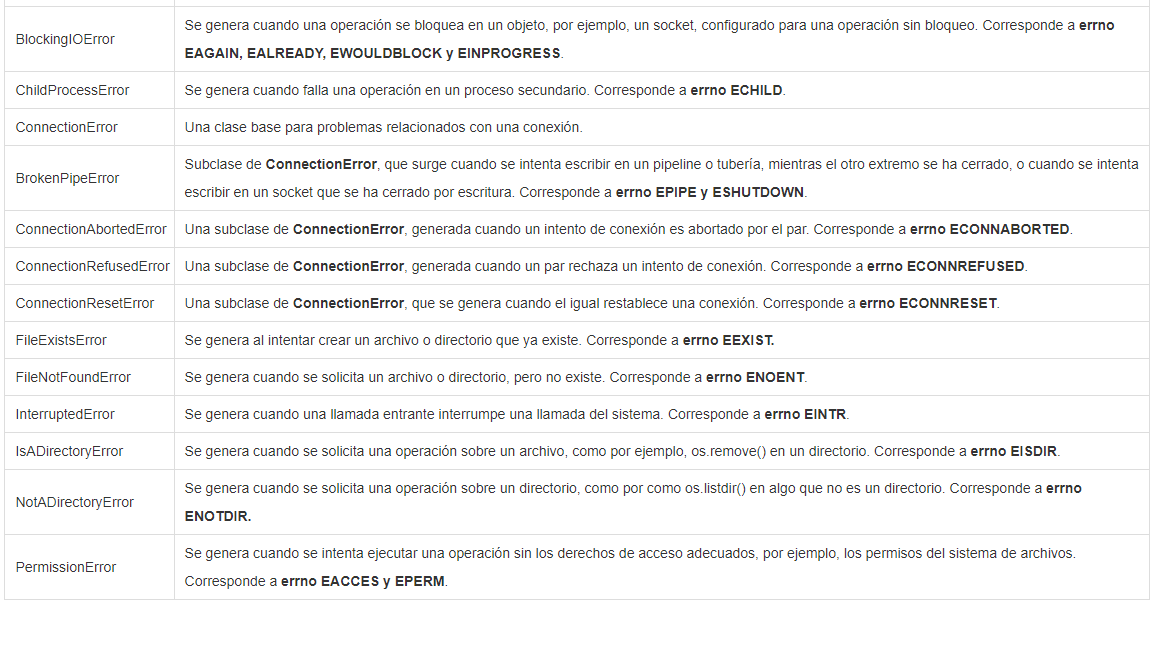 BlockingIOError
Se genera cuando una operación se bloquea en un objeto, por ejemplo, un socket, configurado para una operación sin bloqueo. Corresponde a errno
EAGAIN, EALREADY, EWOULDBLOCK y EINPROGRESS.
ChildProcessError
Se genera cuando falla una operación en un proceso secundario. Corresponde a errno ECHILD.
ConnectionError
Una clase base para problemas relacionados con una conexión.
BrokenPipeError
Subclase de ConnectionError, que surge cuando se intenta escribir en un pipeline o tubería, mientras el otro extremo se ha cerrado, o cuando se intenta
escribir en un socket que se ha cerrado por escritura. Corresponde a errno EPIPE y ESHUTDOWN.
ConnectionAbortedError
Una subclase de ConnectionError, generada cuando un intento de conexión es abortado por el par. Corresponde a errno ECONNABORTED.
ConnectionRefusedError
Una subclase de ConnectionError, generada cuando un par rechaza un intento de conexión. Corresponde a errno ECONNREFUSED.
ConnectionResetError
Una subclase de ConnectionError, que se genera cuando el igual restablece una conexión. Corresponde a errno ECONNRESET.
FileExistsError
Se genera al intentar crear un archivo o directorio que ya existe. Corresponde a errno EEXIST.
FileNotFoundError
Se genera cuando se solicita un archivo o directorio, pero no existe. Corresponde a errno ENOENT.
InterruptedError
Se genera cuando una llamada entrante interrumpe una llamada del sistema. Corresponde a errno EINTR.
IsADirectoryError
Se genera cuando se solicita una operación sobre un archivo, como por ejemplo, os.remove() en un directorio. Corresponde a errno EISDIR.
NotADirectoryError
Se genera cuando se solicita una operación sobre un directorio, como por como os.listdir() en algo que no es un directorio. Corresponde a errno
ENOTDIR.
PermissionError
Se genera cuando se intenta ejecutar una operación sin los derechos de acceso adecuados, por ejemplo, los permisos del sistema de archivos.
Corresponde a errno EACCES y EPERM.